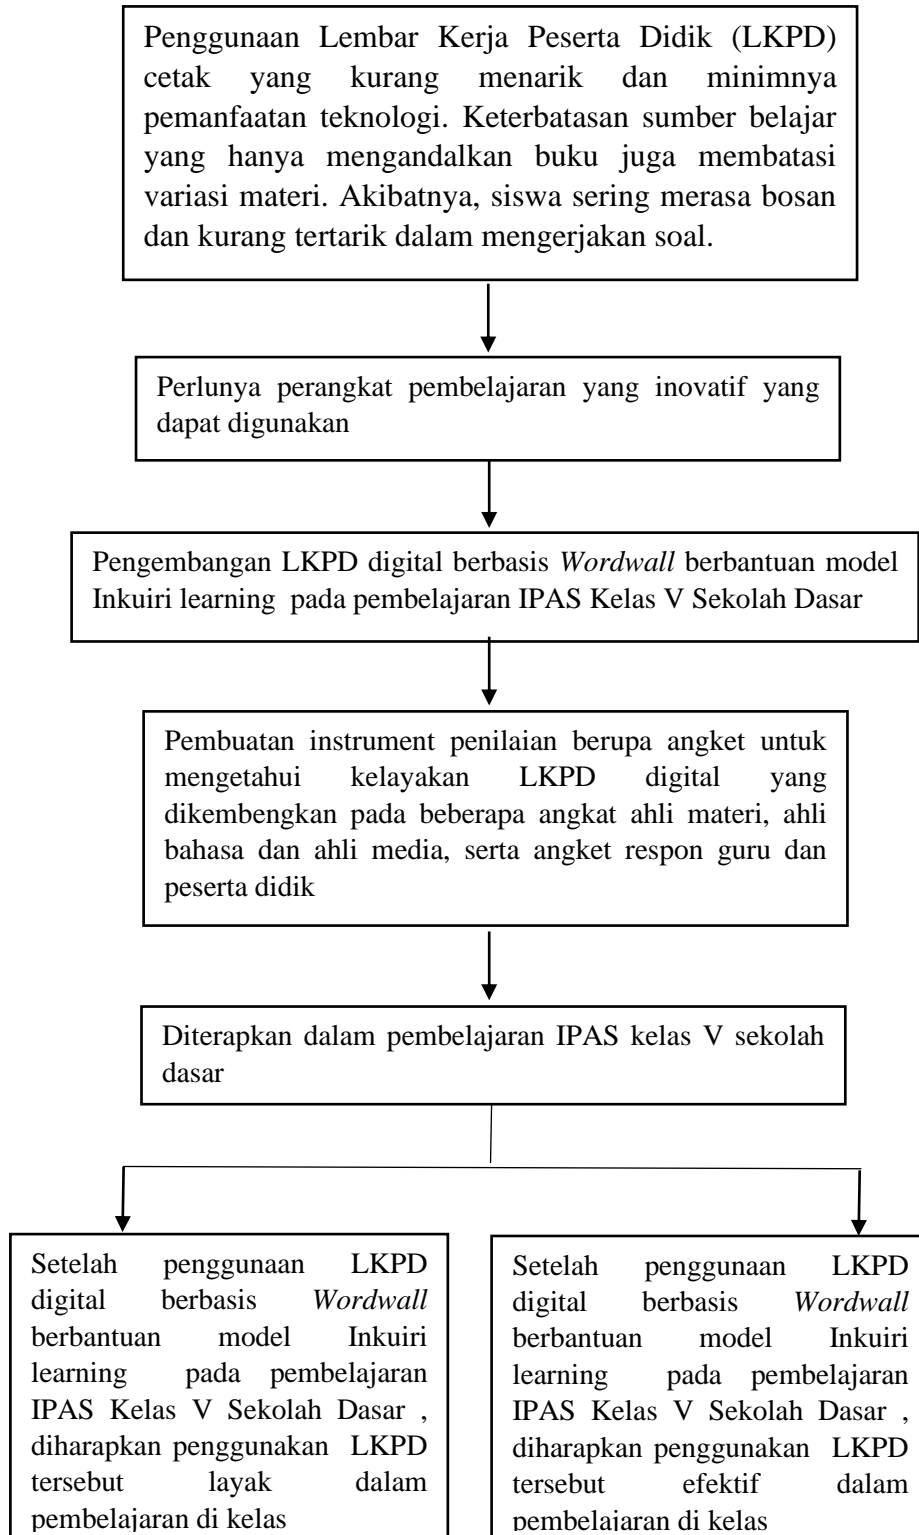 Penggunaan Lembar Kerja Peserta Didik (LKPD)
cetak yang kurang menarik dan minimnya
pemanfaatan teknologi. Keterbatasan sumber belajar
yang hanya mengandalkan buku juga membatasi
variasi materi. Akibatnya, siswa sering merasa bosan
dan kurang tertarik dalam mengerjakan soal.
Perlunya perangkat pembelajaran yang inovatif yang
dapat digunakan
Pengembangan LKPD digital berbasis Wordwall berbantuan model
Inkuiri learning pada pembelajaran IPAS Kelas V Sekolah Dasar
Pembuatan instrument penilaian berupa angket untuk
mengetahui kelayakan LKPD digital yang
dikembengkan pada beberapa angkat ahli materi, ahli
bahasa dan ahli media, serta angket respon guru dan
peserta didik
Diterapkan dalam pembelajaran IPAS kelas V sekolah
dasar
Setelah penggunaan LKPD
digital berbasis Wordwall
berbantuan model Inkuiri
learning pada pembelajaran
IPAS Kelas V Sekolah Dasar ,
diharapkan penggunakan LKPD
tersebut layak dalam
pembelajaran di kelas
Setelah penggunaan LKPD
digital berbasis Wordwall
berbantuan model Inkuiri
learning pada pembelajaran
IPAS Kelas V Sekolah Dasar ,
diharapkan penggunakan LKPD
tersebut efektif dalam
pembelajaran di kelas